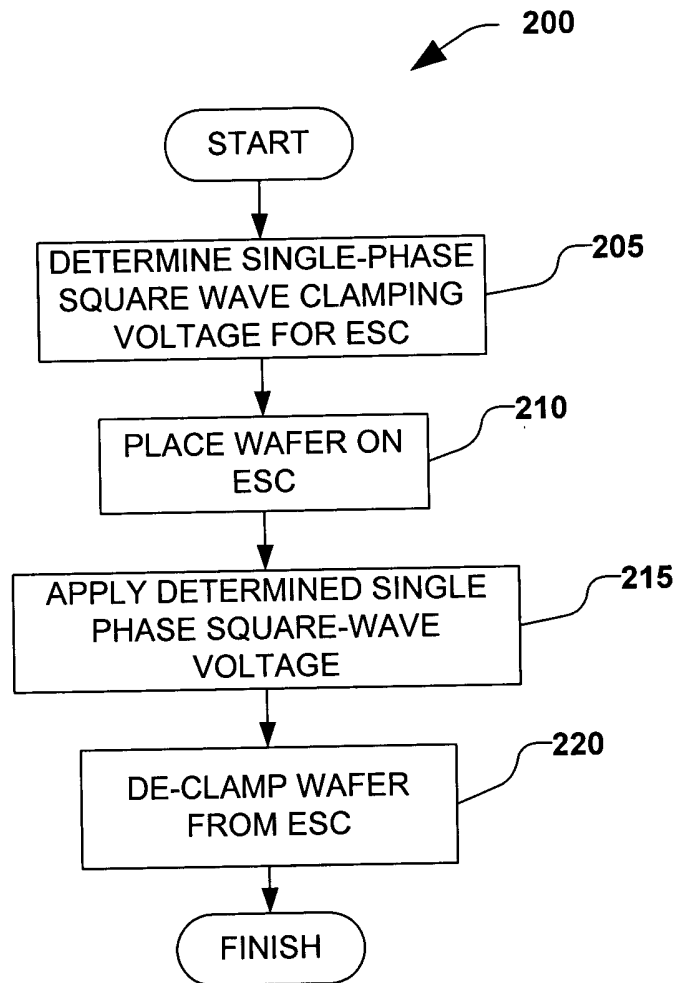 200
START
DETERMINE SINGLE-PHASE
SQUARE WAVE CLAMPING
VOLTAGE FOR ESC
205
PLACE WAFER ON
ESC
210
APPLY DETERMINED SINGLE
PHASE SQUARE-WAVE
VOLTAGE
215
DE-CLAMP WAFER
FROM ESC
220
FINISH